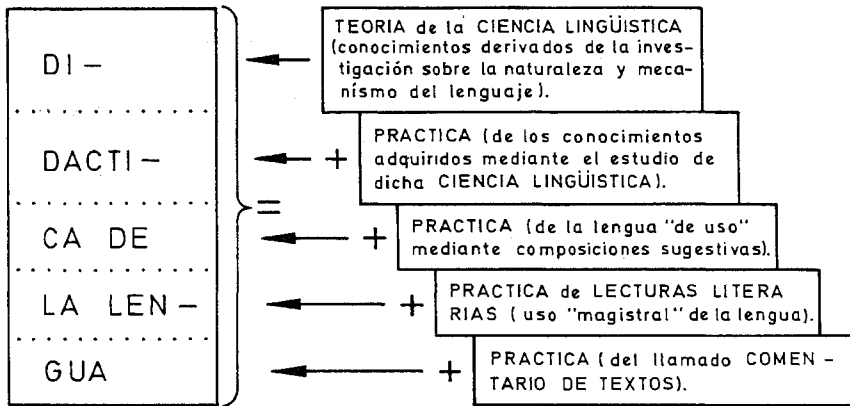 DI-
TEORIA de la CIENCIA LINGÜISTICA
(conocimientos derivados de la inves-
tigación sobre la naturaleza y meca-
nísmo del lenguaje).
DACTI-
+
PRACTICA (de los conocimientos
adquiridos mediante el estudio de
dicha CIENCIA LINGÜISTICA).
=
CA DE
+
PRACTICA (de la lengua "de uso"
mediante composiciones sugestivas).
LA LEN-
+
PRACTICA de LECTURAS LITERA
RIAS (uso "magistral" de la lengua).
GUA
+
PRACTICA (del llamado COMEN-
TARIO DE TEXTOS).